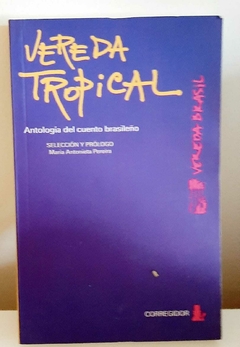 VEREDA
TROPICAL
Antología del cuento brasileño
SELECCIÓN Y PRÓLOGO
María Antonieta Pereira
VEREDA BRASIL
CORREGIDOR